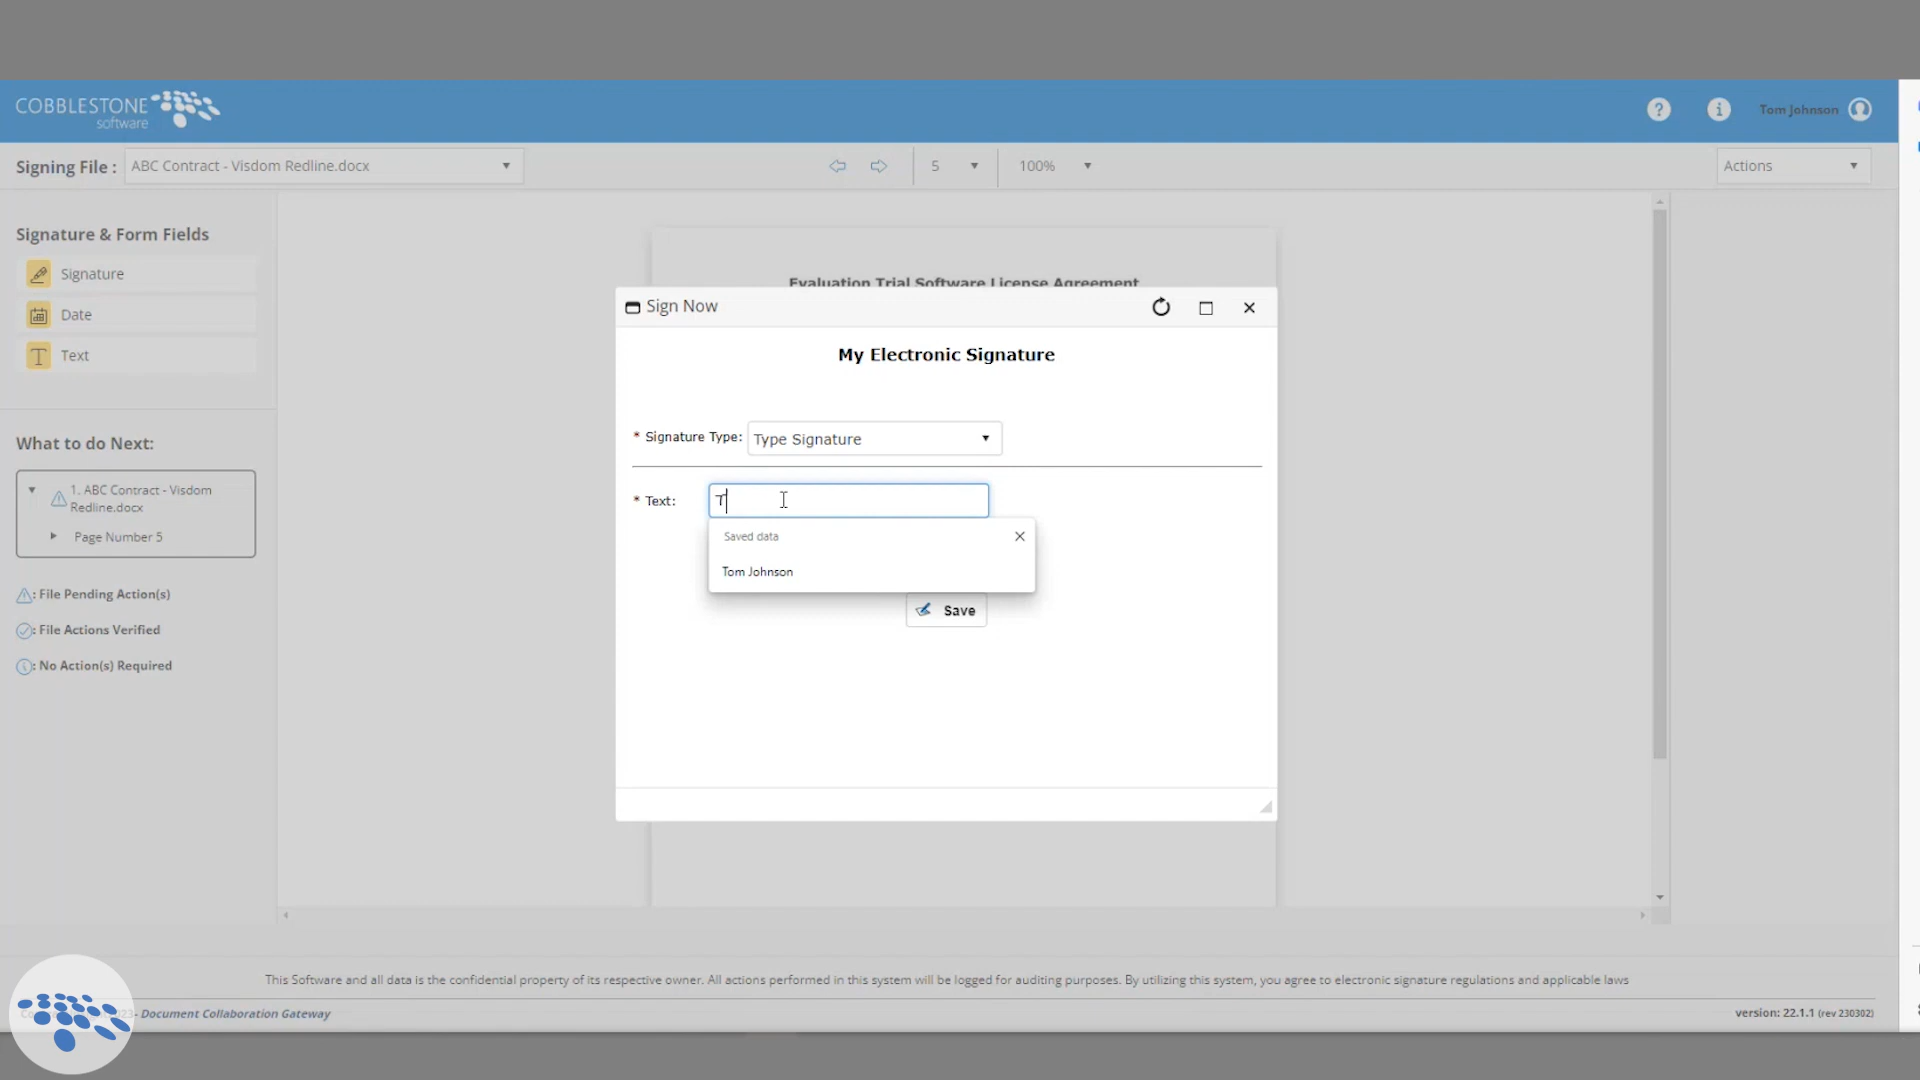 COBBLESTONE
software
Tom Johnson
Signing File :
ABC Contract - Visdom Redline.docx
5
100%
Actions
Signature & Form Fields
Signature
Date
Text
What to do Next:
1. ABC Contract - Visdom
Redline.docx
Page Number 5
: File Pending Action(s)
: File Actions Verified
: No Action(s) Required
Evaluation Trial Software License Agreement
Sign Now
My Electronic Signature
* Signature Type:
Type Signature
* Text:
T
Saved data
Tom Johnson
Save
This Software and all data is the confidential property of its respective owner. All actions performed in this system will be logged for auditing purposes. By utilizing this system, you agree to electronic signature regulations and applicable laws
- Document Collaboration Gateway
version: 22.1.1 (rev 230302)